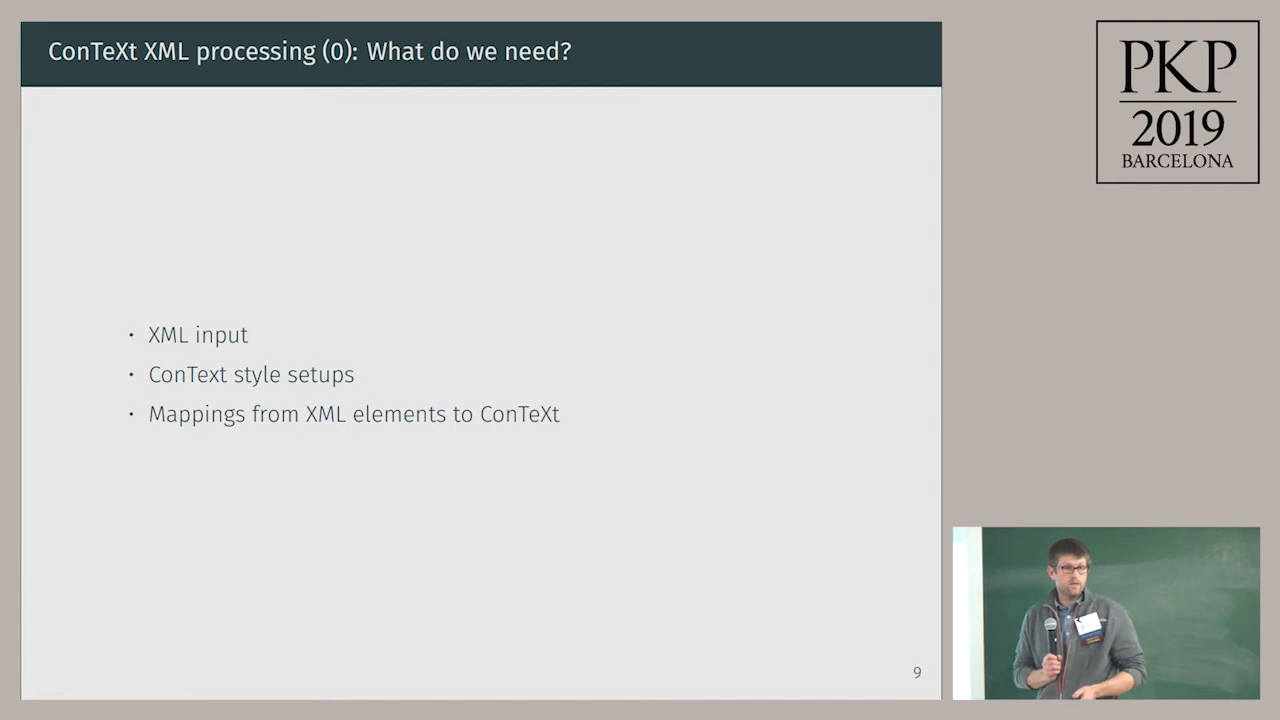 ConTeXt XML processing (0): What do we need?
• XML input
• ConText style setups
• Mappings from XML elements to ConTeXt
9
PKP
2019
BARCELONA